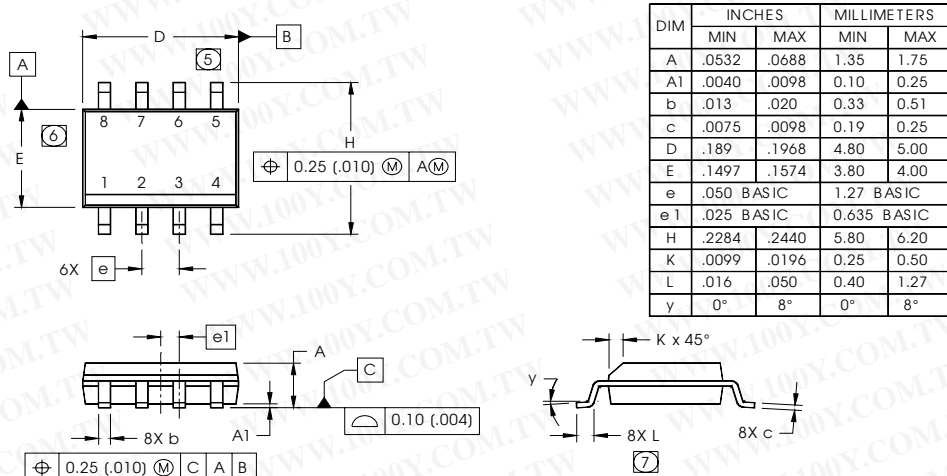 D
B
5
A
8 7 6 5
6
E
H
0.25 (.010) M A M
1 2 3 4
6X e
DIM INCHES MILLIMETERS
MIN MAX MIN MAX
A .0532 .0688 1.35 1.75
A1 .0040 .0098 0.10 0.25
b .013 .020 0.33 0.51
c .0075 .0098 0.19 0.25
D .189 .1968 4.80 5.00
E .1497 .1574 3.80 4.00
e .050 BASIC 1.27 BASIC
e1 .025 BASIC 0.635 BASIC
H .2284 .2440 5.80 6.20
K .0099 .0196 0.25 0.50
L .016 .050 0.40 1.27
y 0° 8° 0° 8°
e1
A
C
A1
8X b
0.10 (.004)
0.25 (.010) M C A B
K x 45°
y
8X L
8X c
7
WWW.100Y.COM.TW